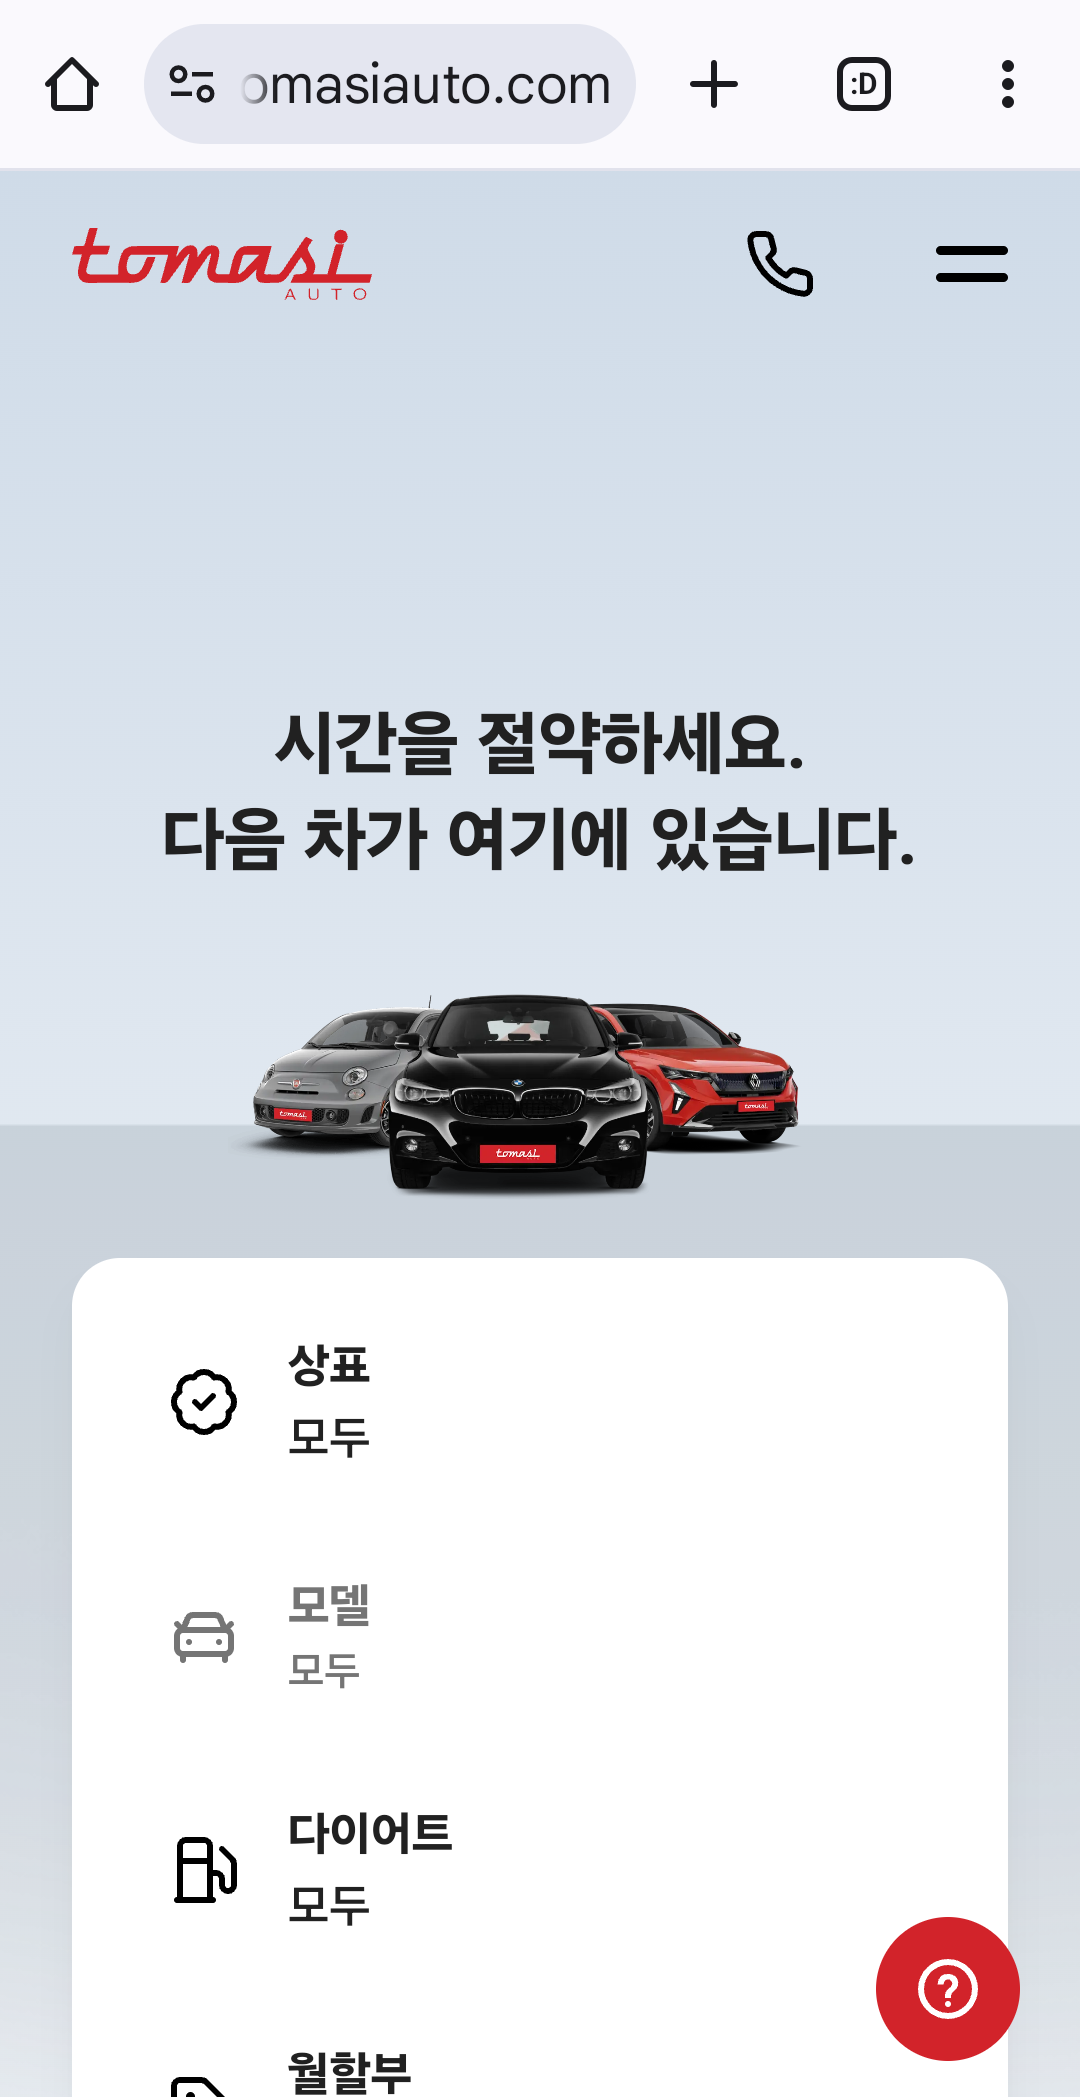 omasiauto.com
:D
tomasi
AUTO
시간을 절약하세요.
다음 차가 여기에 있습니다.
tomasi
tomasi
tomasi
상표
모두
모델
모두
다이어트
모두
월할부